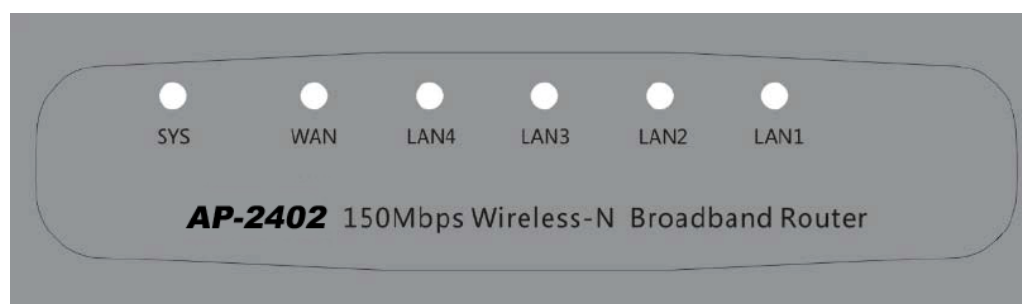 SYS WAN LAN4 LAN3 LAN2 LAN1
AP-2402 150Mbps Wireless-N Broadband Router